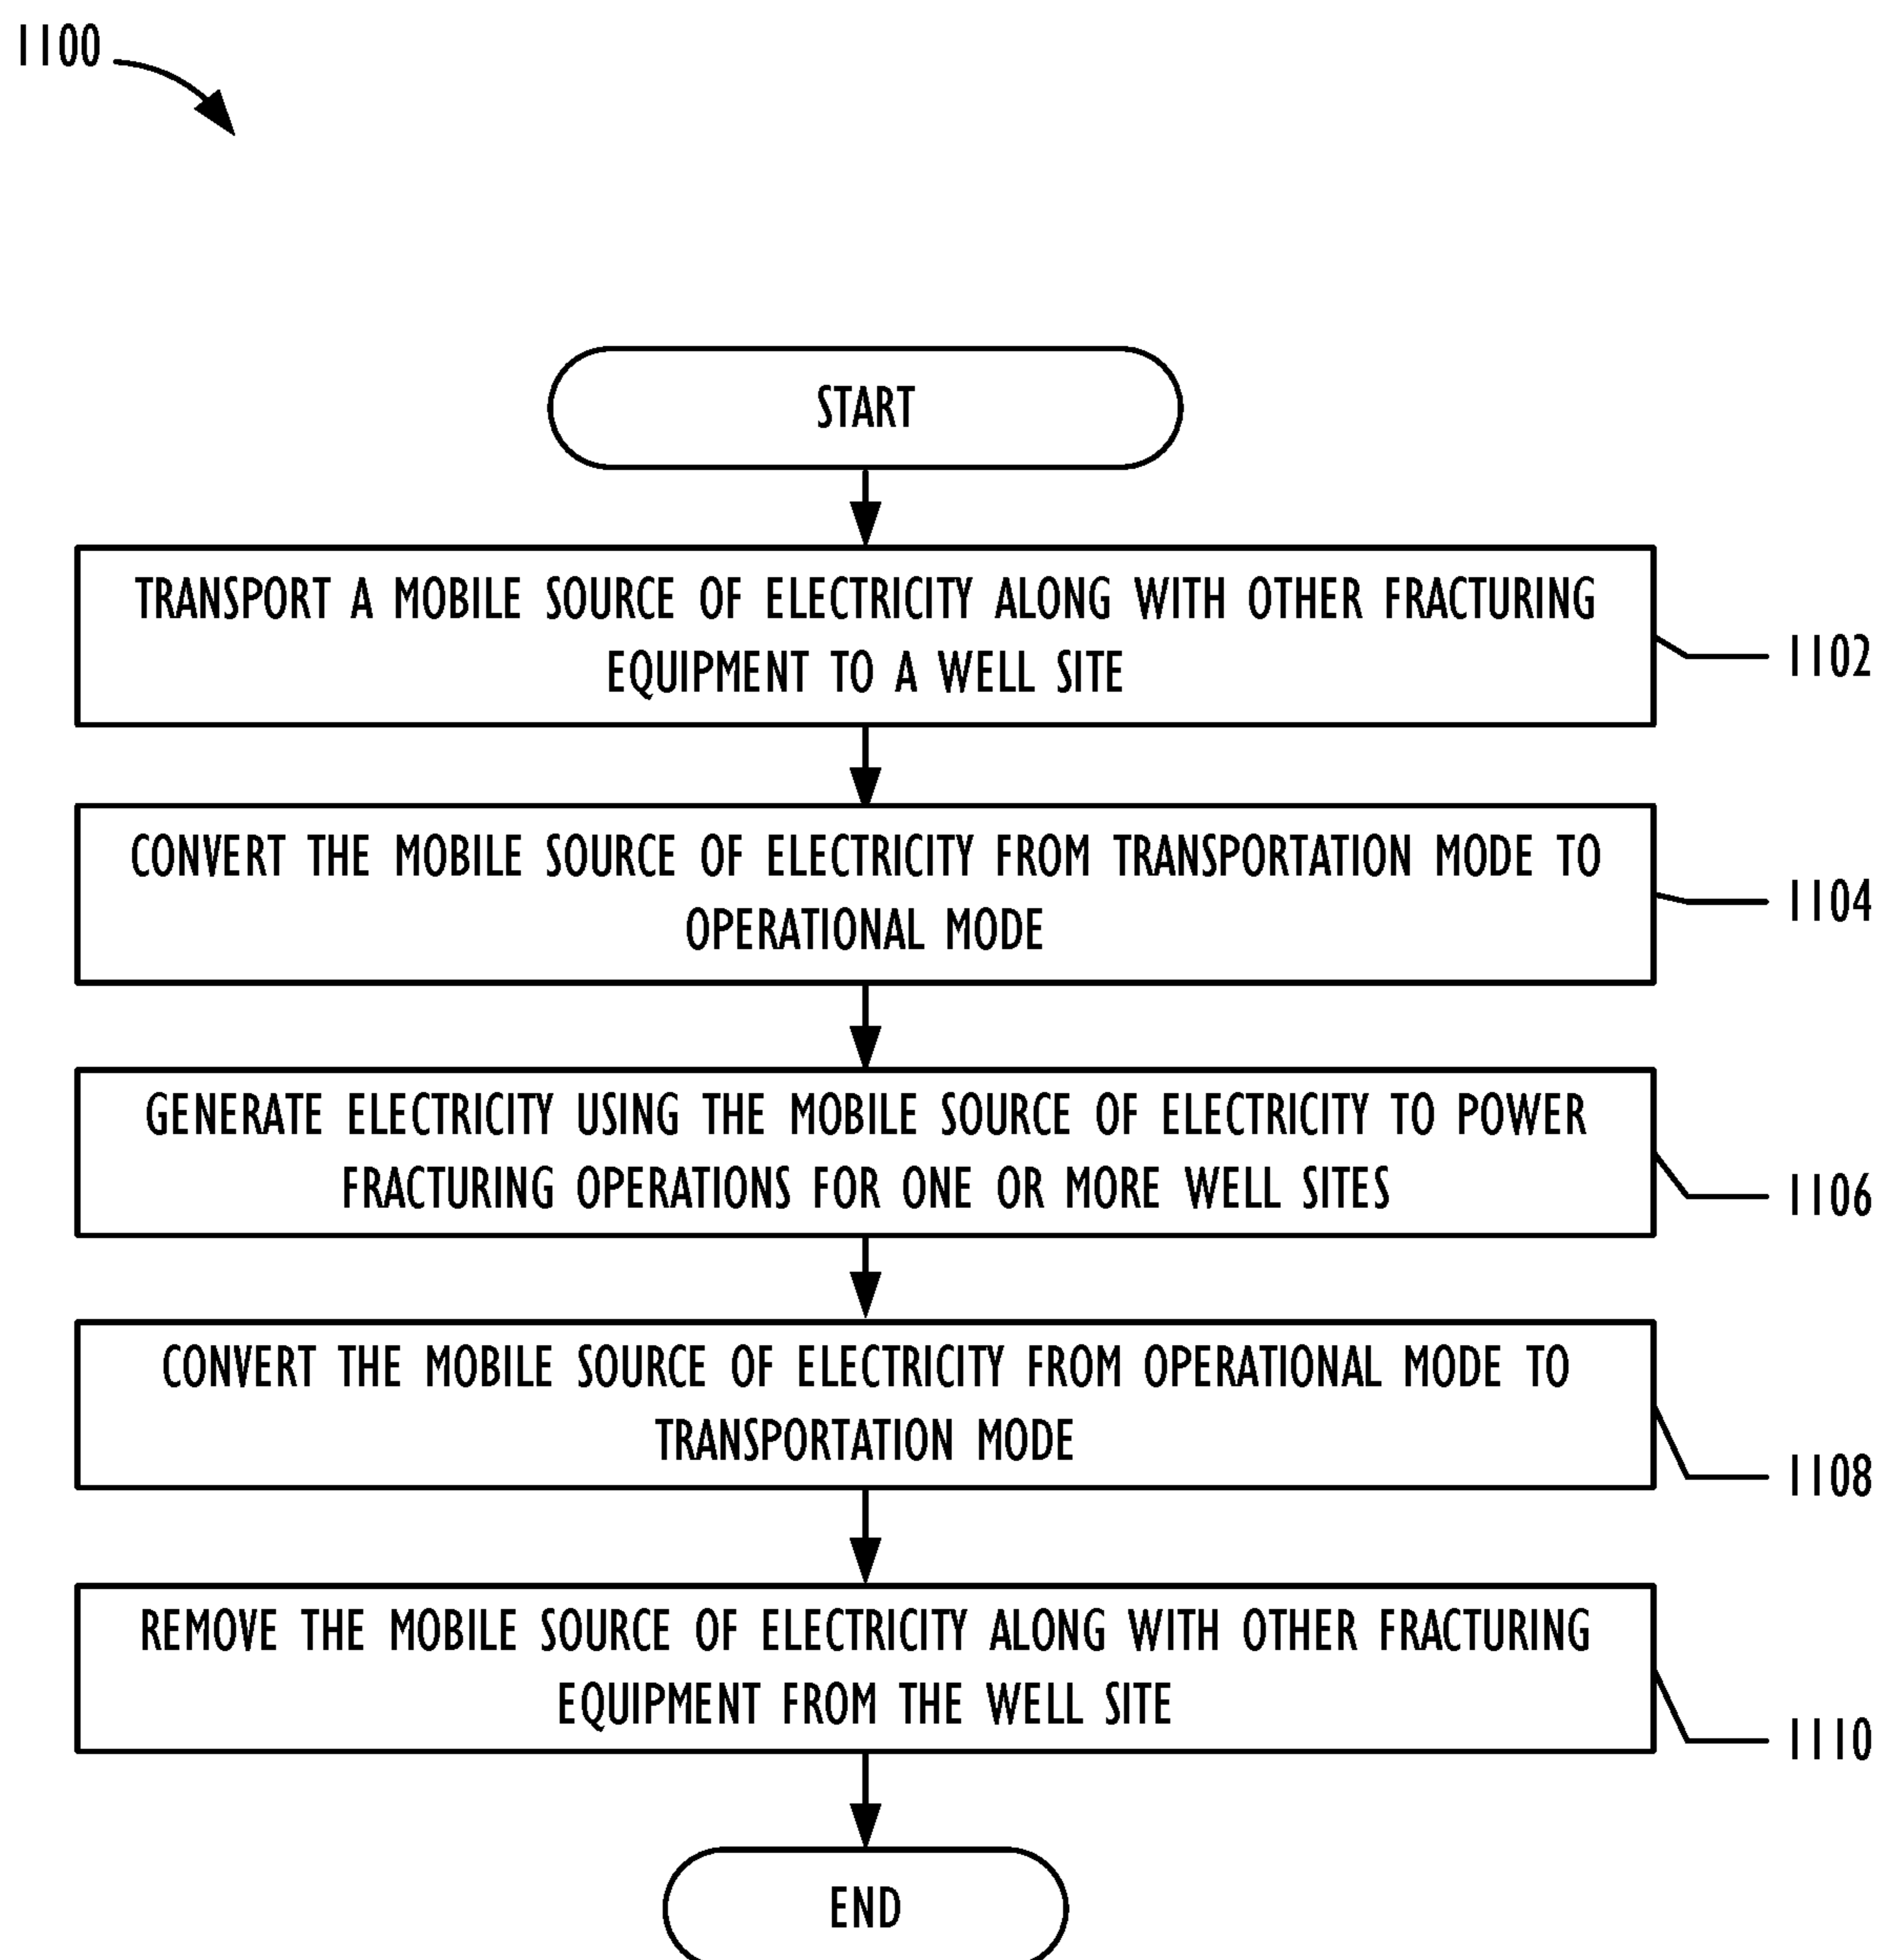 1100
START
TRANSPORT A MOBILE SOURCE OF ELECTRICITY ALONG WITH OTHER FRACTURING
EQUIPMENT TO A WELL SITE
1102
CONVERT THE MOBILE SOURCE OF ELECTRICITY FROM TRANSPORTATION MODE TO
OPERATIONAL MODE
1104
GENERATE ELECTRICITY USING THE MOBILE SOURCE OF ELECTRICITY TO POWER
FRACTURING OPERATIONS FOR ONE OR MORE WELL SITES
1106
CONVERT THE MOBILE SOURCE OF ELECTRICITY FROM OPERATIONAL MODE TO
TRANSPORTATION MODE
1108
REMOVE THE MOBILE SOURCE OF ELECTRICITY ALONG WITH OTHER FRACTURING
EQUIPMENT FROM THE WELL SITE
1110
END